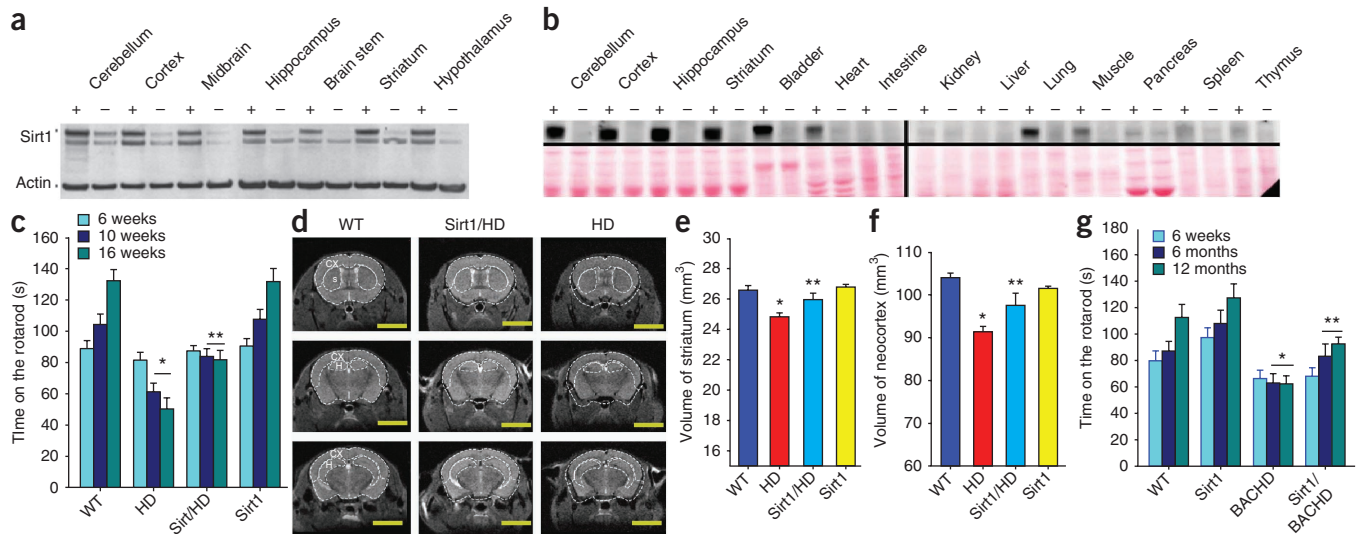 a
Cerebellum Cortex Midbrain Hippocampus Brain stem Striatum Hypothalamus
+ – + – + – + – + – + – + –
Sirt1
Actin
b
Cerebellum Cortex Hippocampus Striatum Bladder Heart Intestine Kidney Liver Lung Muscle Pancreas Spleen Thymus
+ – + – + – + – + – + – + – + – + – + – + – + – + – + –
c
6 weeks
10 weeks
16 weeks
Time on the rotarod (s)
160
140
120
100
80
60
40
20
00
*
**
WT HD Sirt/HD Sirt1
d
WT Sirt1/HD HD
CX
S
CX
H
CX
H
e
Volume of striatum (mm³)
30
28
26
24
22
20
15
*
**
WT HD Sirt1/HD Sirt1
f
Volume of neocortex (mm³)
110
100
90
80
70
60
*
**
WT HD Sirt1/HD Sirt1
g
6 weeks
6 months
12 months
Time on the rotarod (s)
180
160
140
120
100
80
60
40
20
0
*
**
WT Sirt1 BACHD Sirt1/
BACHD